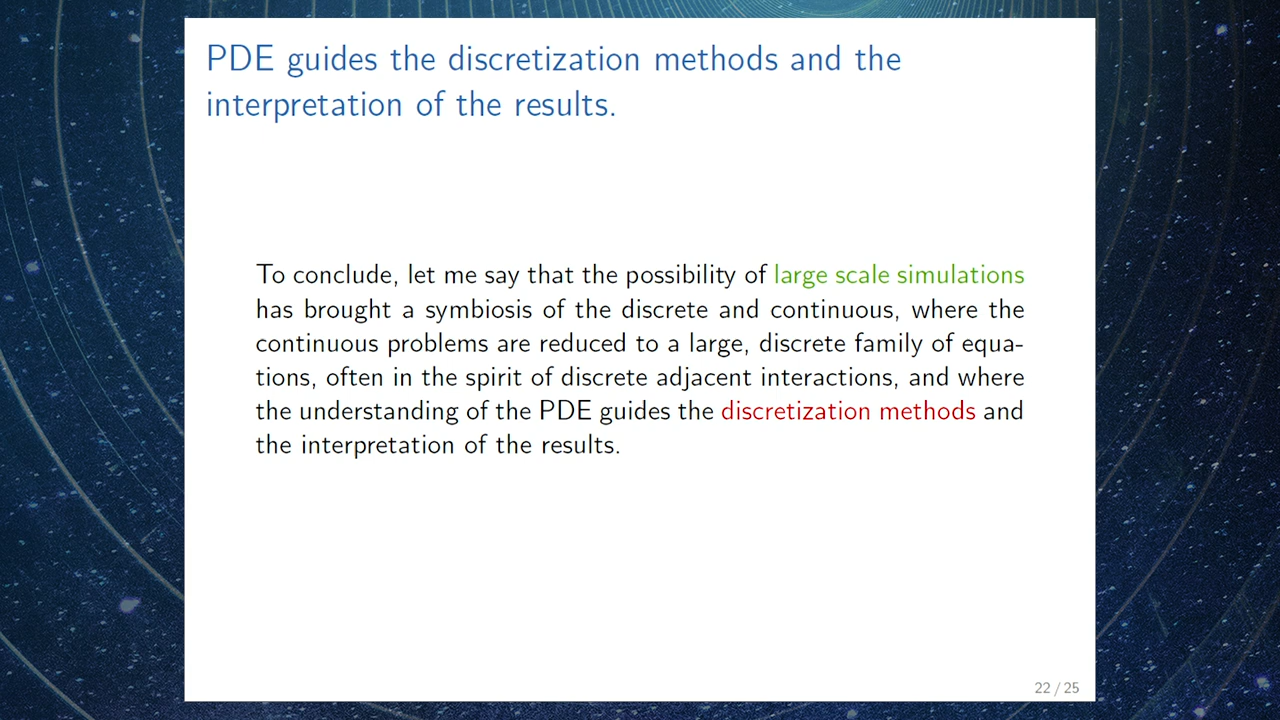 PDE guides the discretization methods and the
interpretation of the results.
To conclude, let me say that the possibility of large scale simulations
has brought a symbiosis of the discrete and continuous, where the
continuous problems are reduced to a large, discrete family of equa-
tions, often in the spirit of discrete adjacent interactions, and where
the understanding of the PDE guides the discretization methods and
the interpretation of the results.
22 / 25